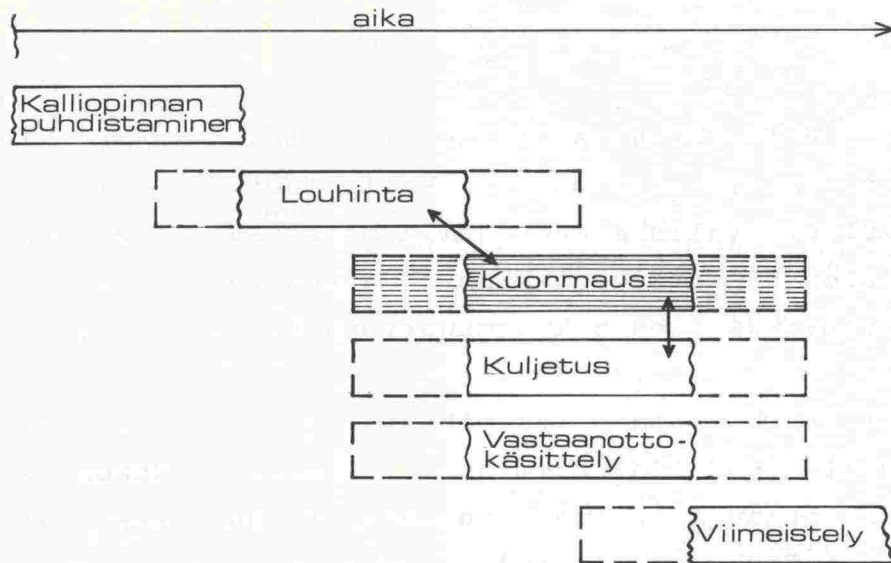 aika
Kalliopinnan
puhdistaminen
Louhinta
Kuormaus
Kuljetus
Vastaanotto-
käsittely
Viimeistely